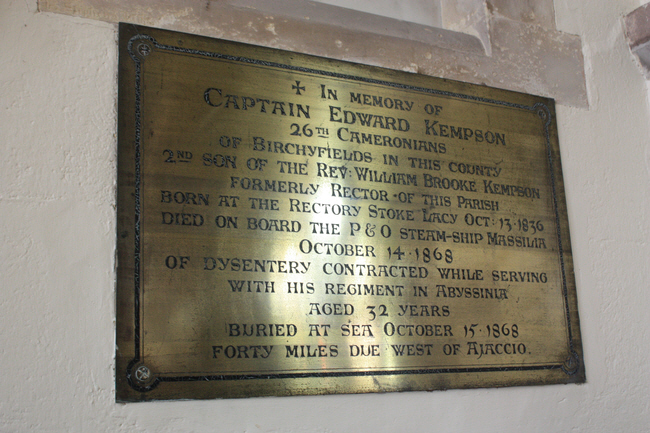 ✠ In memory of
Captain Edward Kempson
26th Cameronians
of Birchyfields in this county
2nd son of the Rev: William Brooke Kempson
formerly Rector · of this Parish
born at the Rectory Stoke Lacy Oct: 13 · 1836
died on board the P & O steam-ship Massilia
October 14 · 1868
of dysentery contracted while serving
with his regiment in Abyssinia
aged 32 years
buried at sea October 15 · 1868
forty miles due west of Ajaccio.